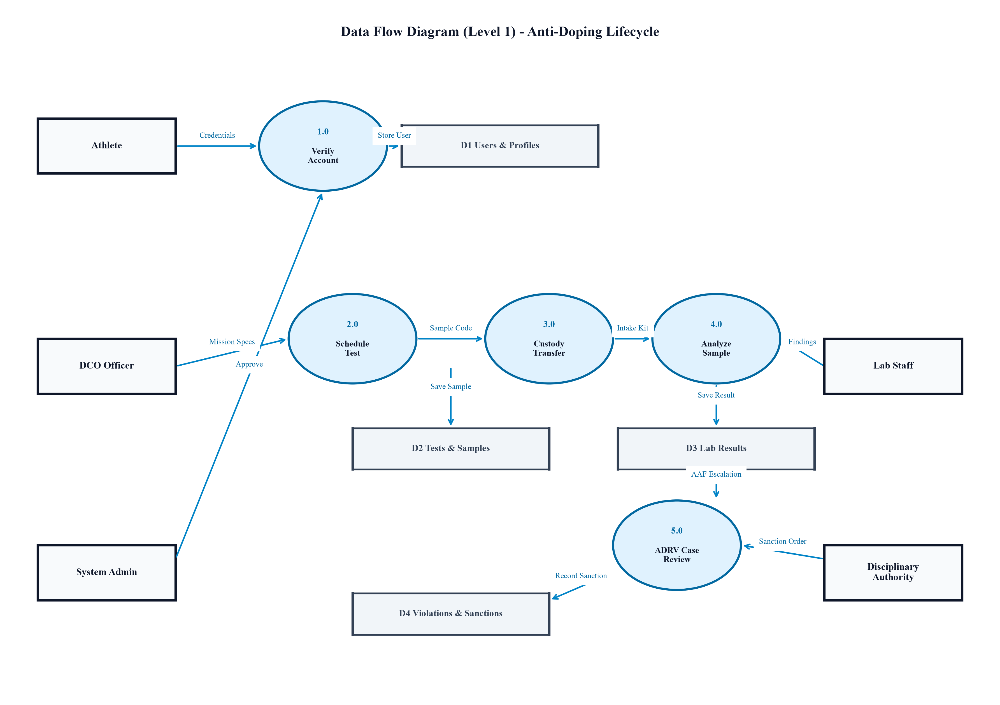 Data Flow Diagram (Level 1) - Anti-Doping Lifecycle
Athlete
Credentials
1.0
Verify
Account
Store User
D1 Users & Profiles
DCO Officer
Mission Specs
Approve
2.0
Schedule
Test
Sample Code
3.0
Custody
Transfer
Intake Kit
4.0
Analyze
Sample
Findings
Lab Staff
Save Sample
Save Result
D2 Tests & Samples
D3 Lab Results
AAF Escalation
System Admin
5.0
ADRV Case
Review
Sanction Order
Disciplinary
Authority
Record Sanction
D4 Violations & Sanctions